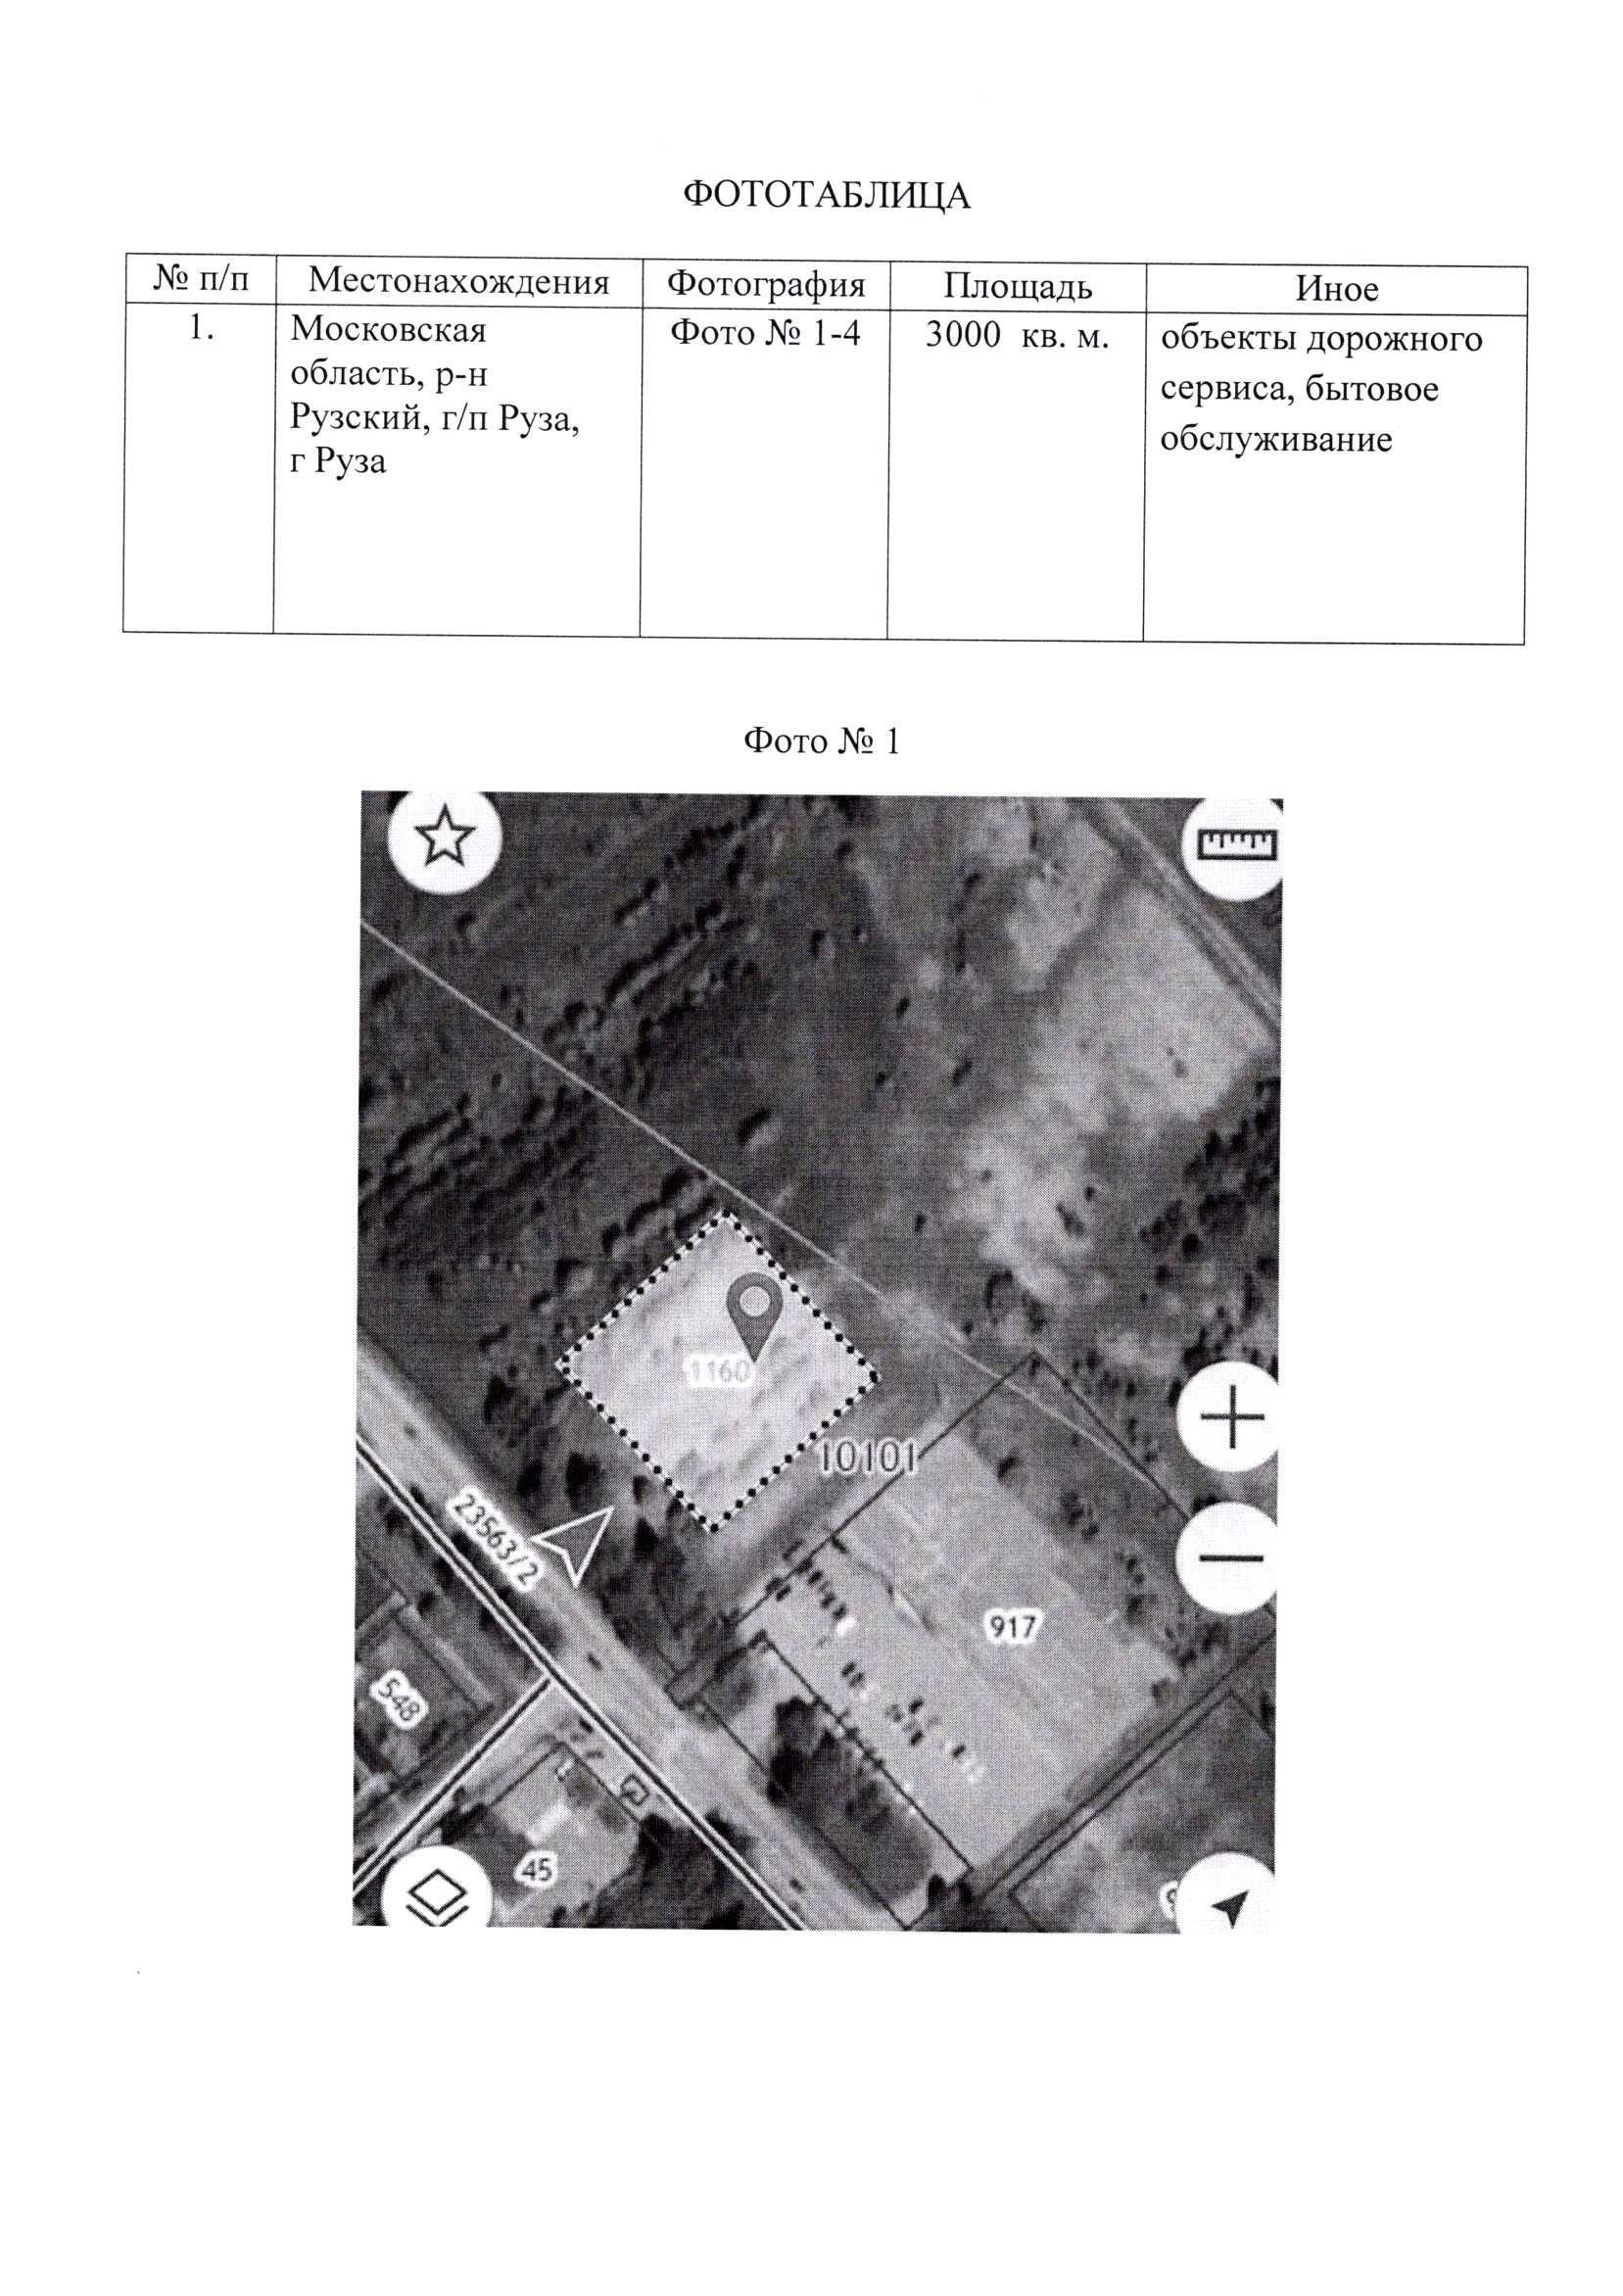 ФОТОТАБЛИЦА
№ п/п Местонахождения Фотография Площадь Иное
1. Московская область, р-н Рузский, г/п Руза, г Руза Фото № 1-4 3000 кв. м. объекты дорожного сервиса, бытовое обслуживание
Фото № 1
1160
10101
23563/2
917
548
45